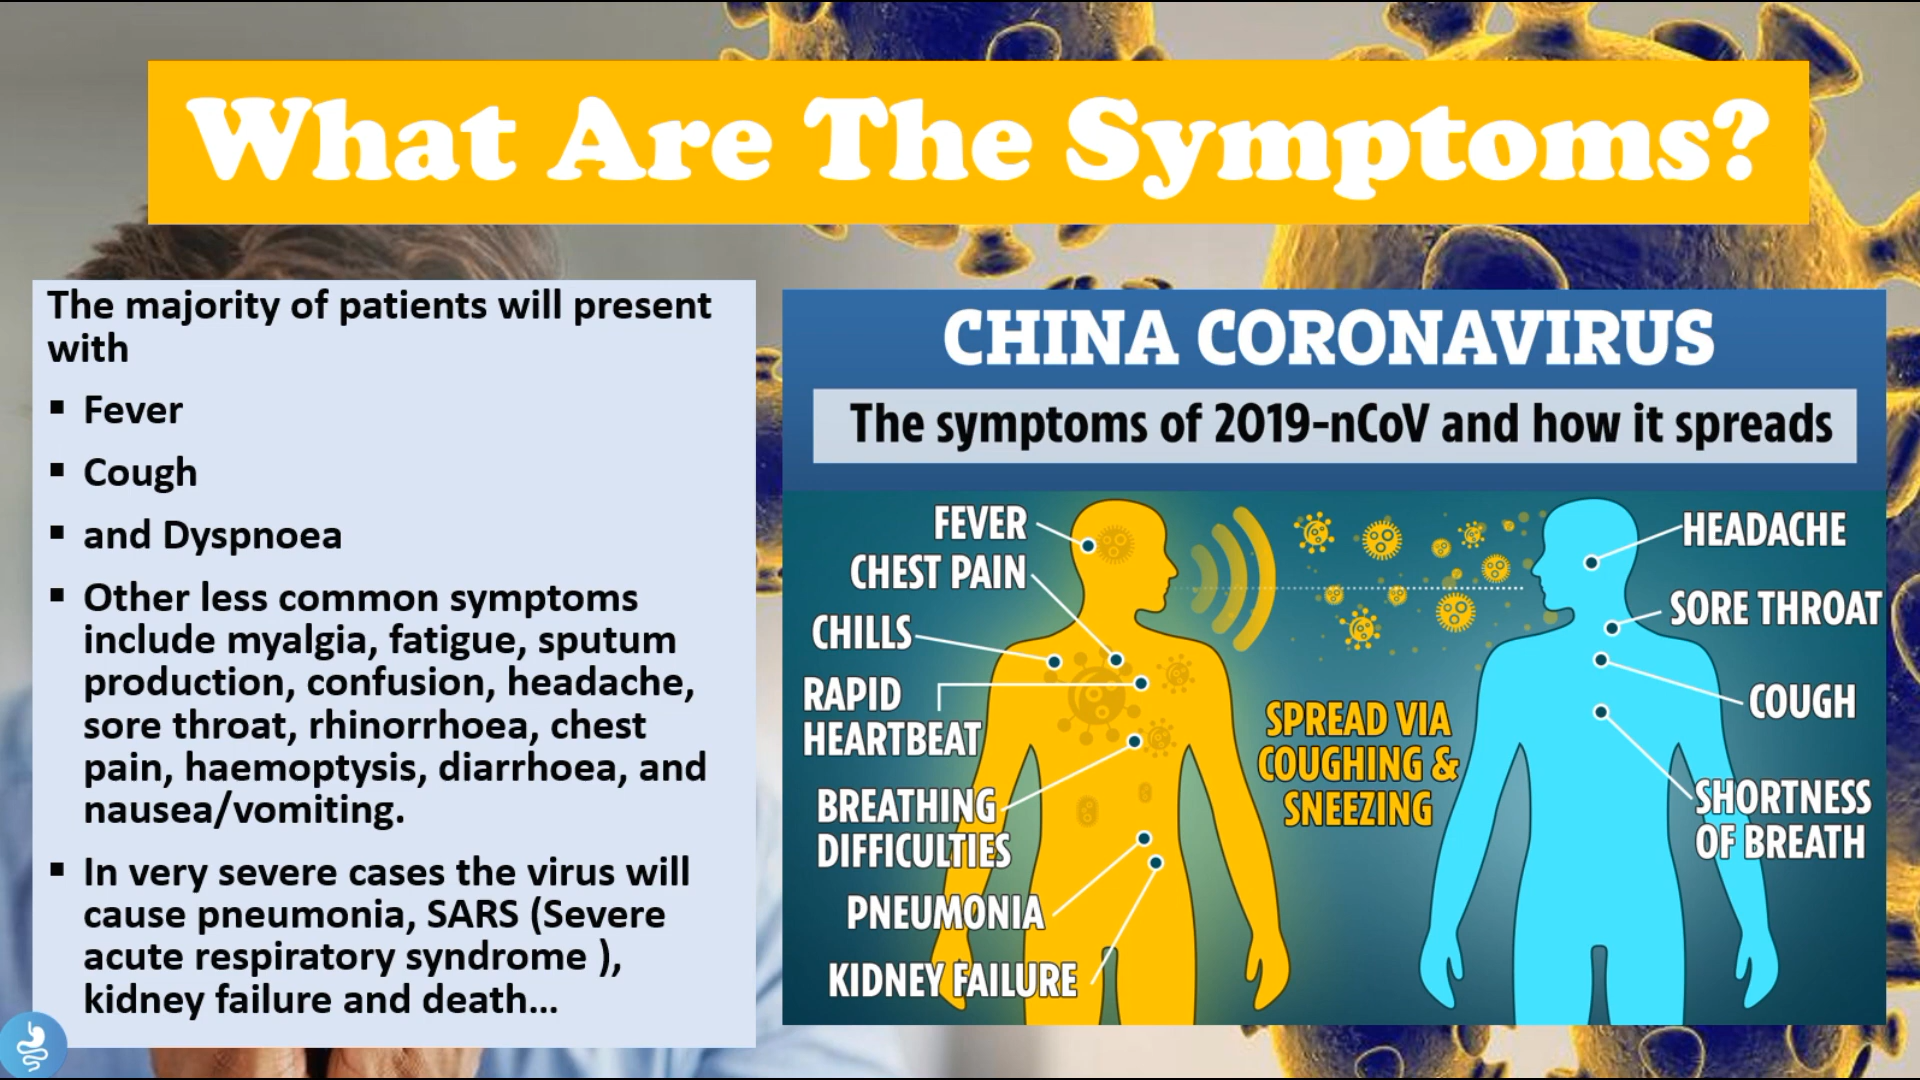 What Are The Symptoms?
The majority of patients will present
with
▪ Fever
▪ Cough
▪ and Dyspnoea
▪ Other less common symptoms
include myalgia, fatigue, sputum
production, confusion, headache,
sore throat, rhinorrhoea, chest
pain, haemoptysis, diarrhoea, and
nausea/vomiting.
▪ In very severe cases the virus will
cause pneumonia, SARS (Severe
acute respiratory syndrome ),
kidney failure and death...
CHINA CORONAVIRUS
The symptoms of 2019-nCoV and how it spreads
FEVER
CHEST PAIN
CHILLS
RAPID
HEARTBEAT
BREATHING
DIFFICULTIES
PNEUMONIA
KIDNEY FAILURE
SPREAD VIA
COUGHING &
SNEEZING
HEADACHE
SORE THROAT
COUGH
SHORTNESS
OF BREATH